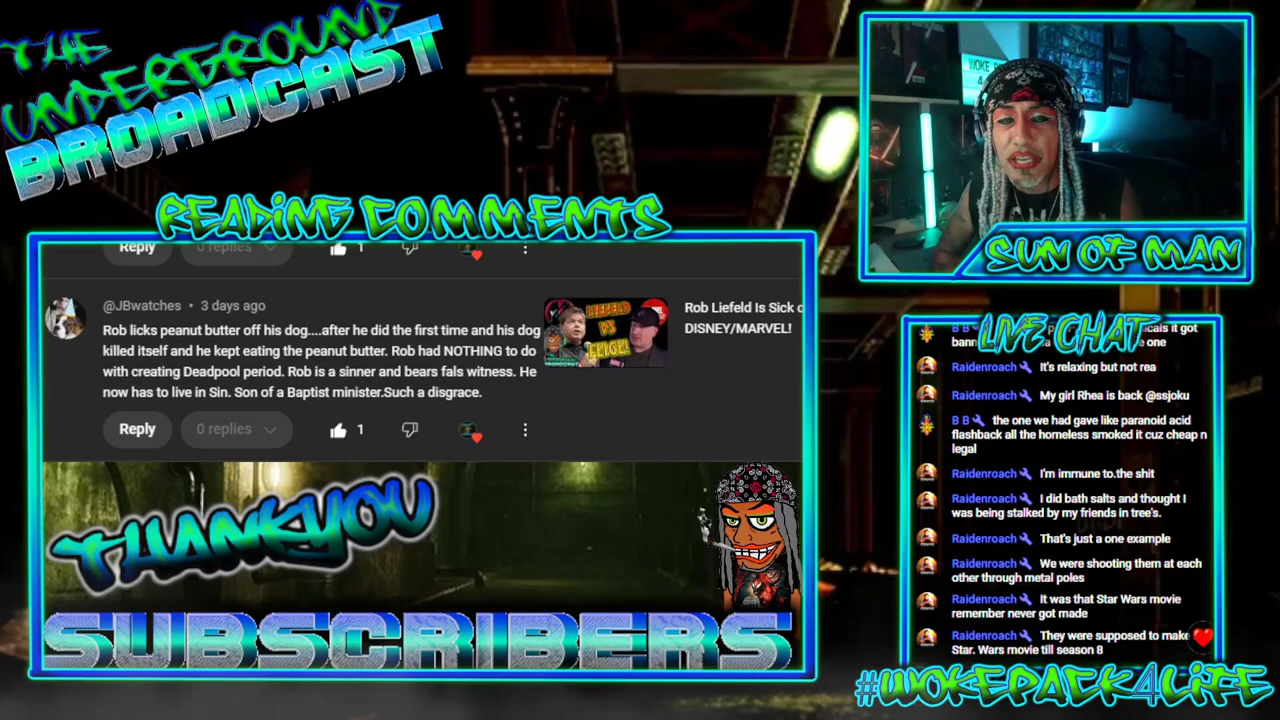 THE
UNDERGROUND
BROADCAST
READING COMMENTS
Reply
0 replies
1
@JBwatches • 3 days ago
Rob licks peanut butter off his dog....after he did the first time and his dog
killed itself and he kept eating the peanut butter. Rob had NOTHING to do
with creating Deadpool period. Rob is a sinner and bears fals witness. He
now has to live in Sin. Son of a Baptist minister.Such a disgrace.
LIEFELD
VS
FEIGE!
Rob Liefeld Is Sick
DISNEY/MARVEL!
Reply
0 replies
1
THANKYOU
SUBSCRIBERS
SUN OF MAN
LIVE CHAT
B B
icals it got
bann
e one
Raidenroach It's relaxing but not rea
Raidenroach My girl Rhea is back @ssjoku
B B the one we had gave like paranoid acid
flashback all the homeless smoked it cuz cheap n
legal
Raidenroach I'm immune to.the shit
Raidenroach I did bath salts and thought I
was being stalked by my friends in tree's.
Raidenroach That's just a one example
Raidenroach We were shooting them at each
other through metal poles
Raidenroach It was that Star Wars movie
remember never got made
Raidenroach They were supposed to make
Star. Wars movie till season 8
#WOKEPACK4LIFE